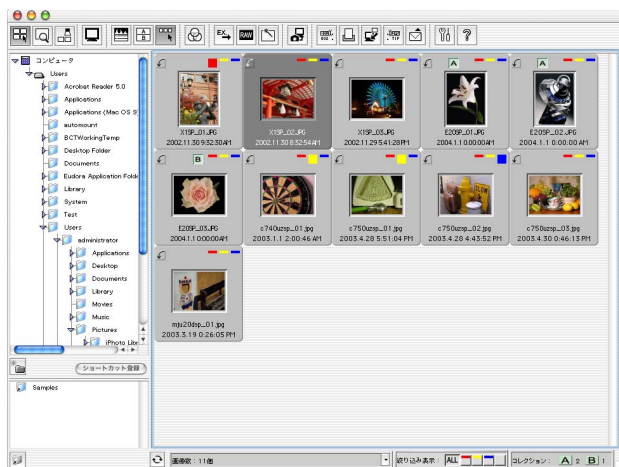 EX
RAW
?
コンピュータ
Users
Acrobat Reader 5.0
Applications
Applications (Mac OS 9)
automount
BCTWorkingTemp
Desktop Folder
Documents
Eudora Application Folde
Library
System
Test
Users
administrator
Applications
Desktop
Documents
Library
Movies
Music
Pictures
iPhoto Libr
ショートカット登録
Samples
X1SP_01.JPG
2002.11.30 9:32:30 AM
X1SP_02.JPG
2002.11.30 8:32:54 AM
X1SP_03.JPG
2002.11.29 5:41:28 PM
A
E20SP_01.JPG
2004.1.1 0:00:00 AM
A
E20SP_02.JPG
2004.1.1 0:00:00 AM
B
E20SP_03.JPG
2004.1.1 0:00:00 AM
c740uzsp_01.jpg
2003.1.1 2:00:46 AM
c750uzsp_01.jpg
2003.4.28 5:51:04 PM
c750uzsp_02.jpg
2003.4.28 4:43:52 PM
c750uzsp_03.jpg
2003.4.30 0:46:13 PM
mju20dsp_01.jpg
2003.3.19 0:26:05 PM
画像数：11個
絞り込み表示： ALL
コレクション： A 2 B 1